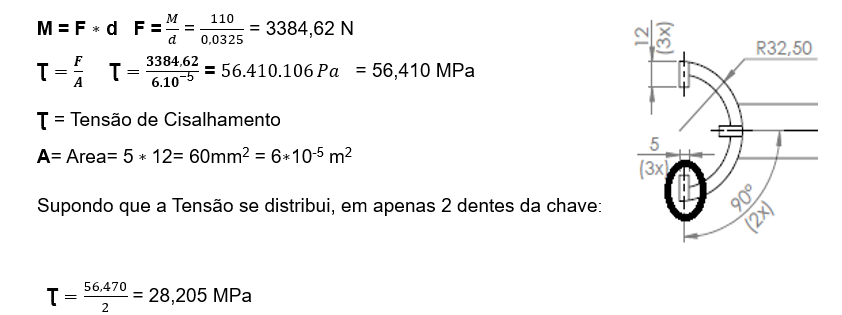 M = F * d F = M/d = 110/0,0325 = 3384,62 N
Ʈ = F/A Ʈ = 3384,62/6.10⁻⁵ = 56.410.106 Pa = 56,410 MPa
Ʈ = Tensão de Cisalhamento
A= Area= 5 * 12= 60mm² = 6*10⁻⁵ m²
Supondo que a Tensão se distribui, em apenas 2 dentes da chave:
Ʈ = 56,470/2 = 28,205 MPa
12
(3x)
R32,50
5
(3x)
90°
(2x)